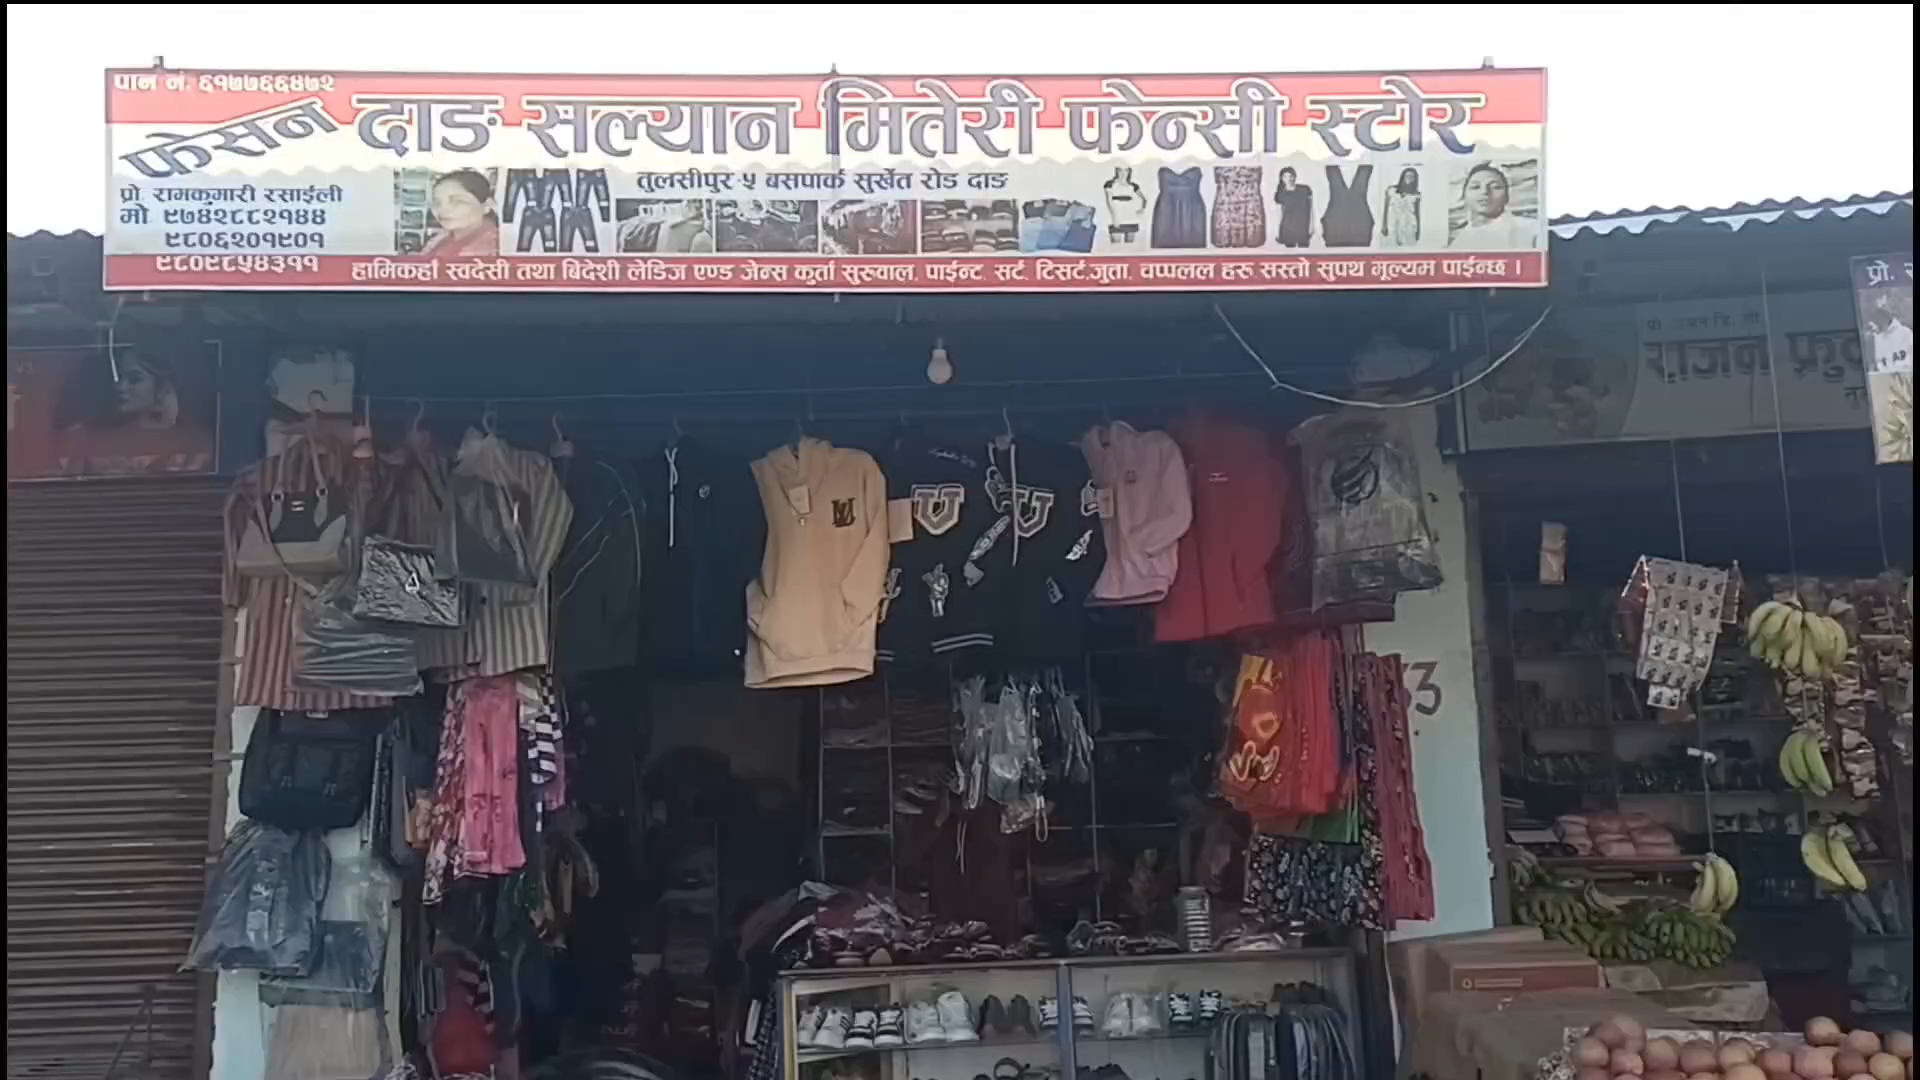 पान नं. ६१७७६६४७२
फेसन दाङ सल्यान मितेरी फेन्सी स्टोर
तुलसीपुर ५ बसपार्क सुर्खेत रोड दाङ
प्रो. रामकुमारी रसाईली
मो ९७४२८८२१४४
९८०६२०१९०१
९८०९८५४३११
हामिकहाँ स्वदेसी तथा बिदेशी लेडिज एण्ड जेन्स कुर्ता सुरुवाल, पाईन्ट, सर्ट, टिसर्ट,जुत्ता, चप्पलल हरु सस्तो सुपथ मूल्यम पाईन्छ ।
राजन
प्रो.